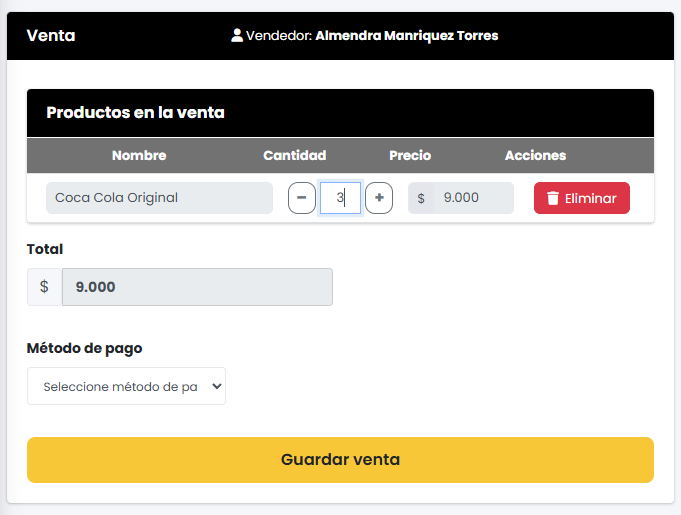 Venta
Vendedor: Almendra Manriquez Torres
Productos en la venta
Nombre Cantidad Precio Acciones
Coca Cola Original − 3 + $ 9.000 Eliminar
Total
$ 9.000
Método de pago
Seleccione método de pa
Guardar venta